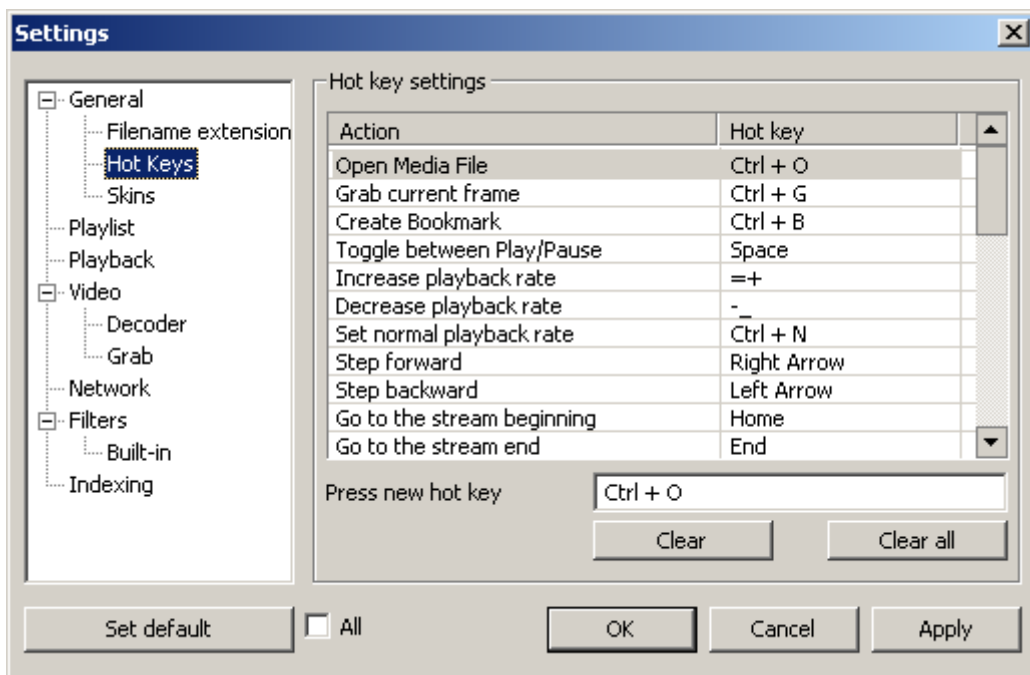 Settings
General
Filename extension
Hot Keys
Skins
Playlist
Playback
Video
Decoder
Grab
Network
Filters
Built-in
Indexing
Hot key settings
Action Hot key
Open Media File Ctrl + O
Grab current frame Ctrl + G
Create Bookmark Ctrl + B
Toggle between Play/Pause Space
Increase playback rate =+
Decrease playback rate -_
Set normal playback rate Ctrl + N
Step forward Right Arrow
Step backward Left Arrow
Go to the stream beginning Home
Go to the stream end End
Press new hot key Ctrl + O
Clear Clear all
Set default All OK Cancel Apply